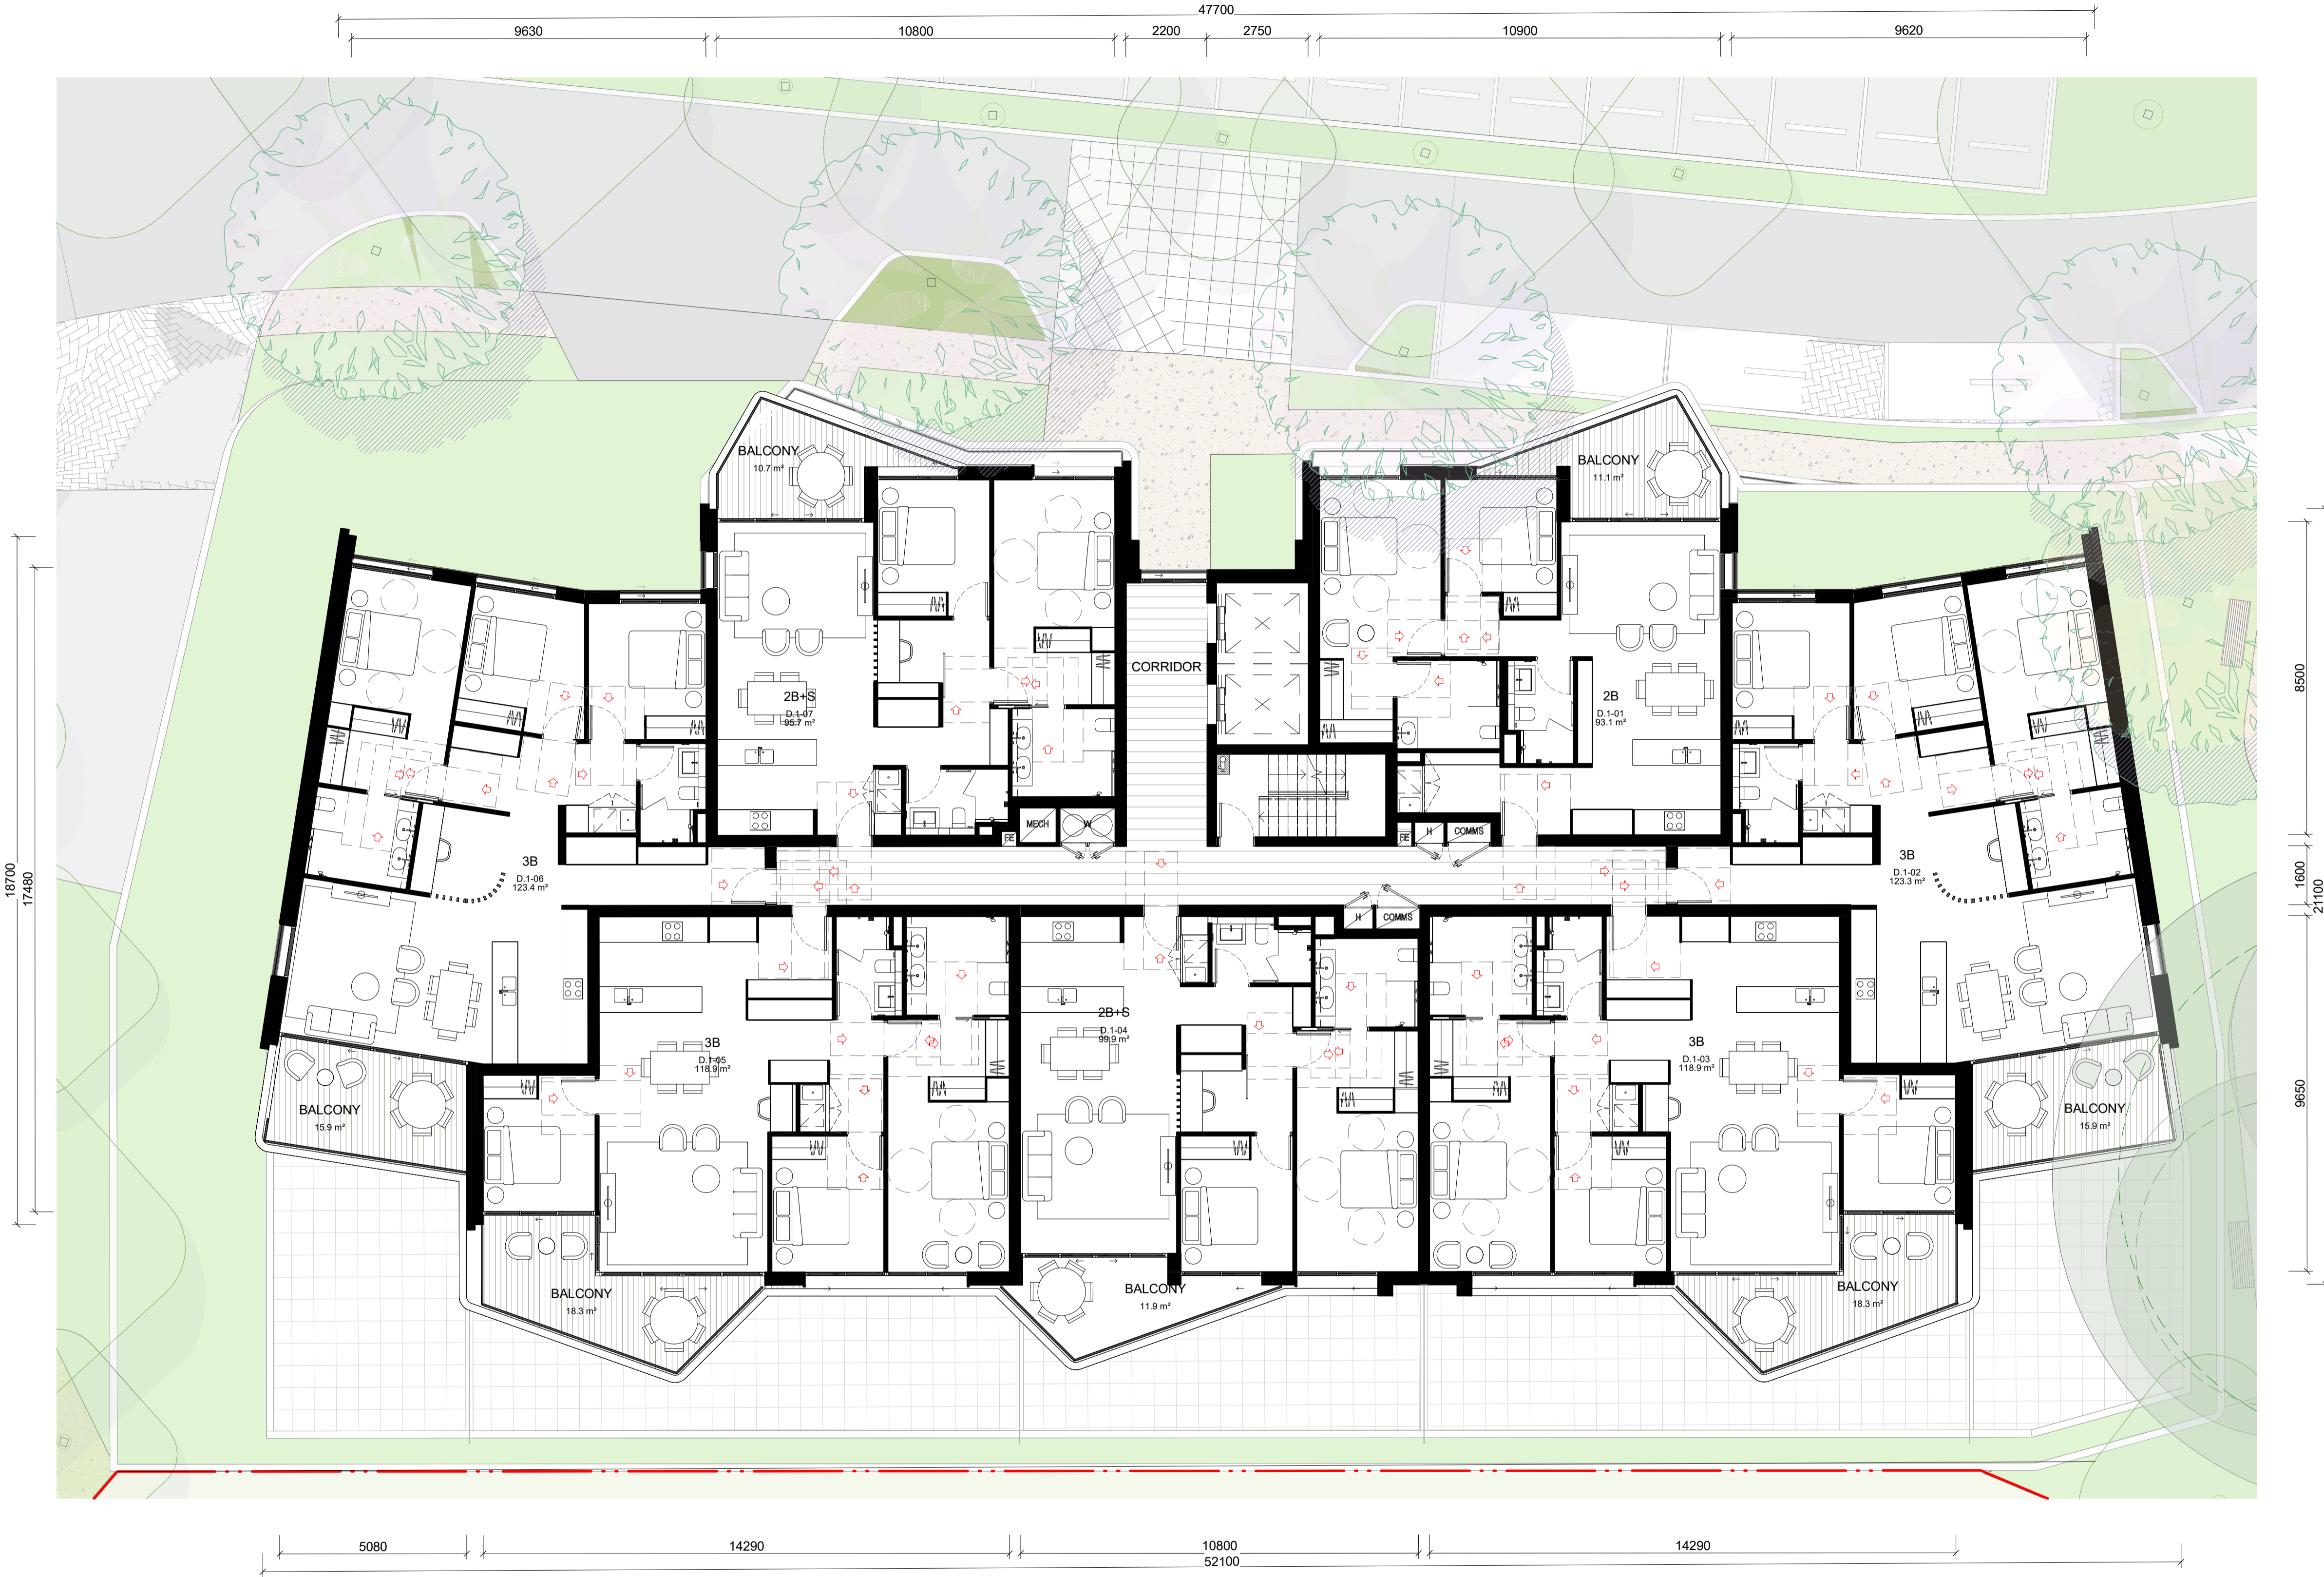 47700
9630
10800
2200
2750
10900
9620
BALCONY
10.7 m²
BALCONY
11.1 m²
CORRIDOR
2B+S
D.1-07
95.7 m²
2B
D.1-01
93.1 m²
FE
MECH
W
FE
H
COMMS
3B
D.1-06
123.4 m²
3B
D.1-02
123.3 m²
H
COMMS
2B+S
D.1-04
99.9 m²
3B
D.1-05
118.9 m²
3B
D.1-03
118.9 m²
BALCONY
15.9 m²
BALCONY
15.9 m²
BALCONY
18.3 m²
BALCONY
11.9 m²
BALCONY
18.3 m²
18700
17480
8500
1600
21100
9650
5080
14290
10800
14290
52100